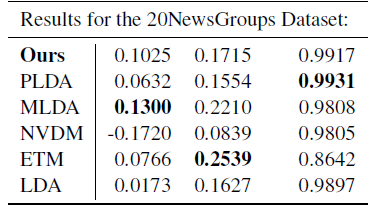 Results for the 20NewsGroups Dataset:
Ours 0.1025 0.1715 0.9917
PLDA 0.0632 0.1554 0.9931
MLDA 0.1300 0.2210 0.9808
NVDM -0.1720 0.0839 0.9805
ETM 0.0766 0.2539 0.8642
LDA 0.0173 0.1627 0.9897